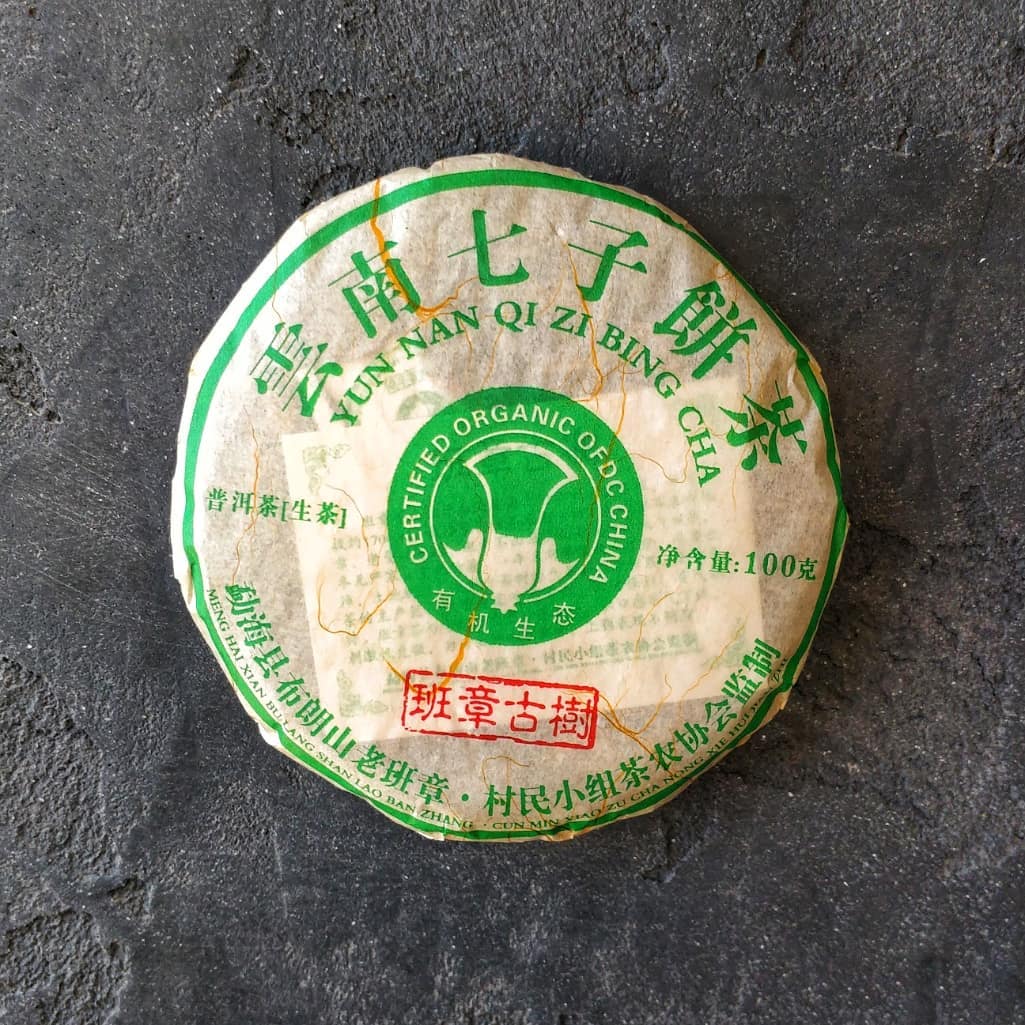 雲南七子餅茶
YUN NAN QI ZI BING CHA
CERTIFIED ORGANIC OFDC CHINA
有机生态
普洱茶[生茶]
净含量:100克
班章古樹
勐海县布朗山老班章·村民小组茶农协会监制
MENG HAI XIAN BU LANG SHAN LAO BAN ZHANG · CUN MIN XIAO ZU CHA NONG XIE HUI